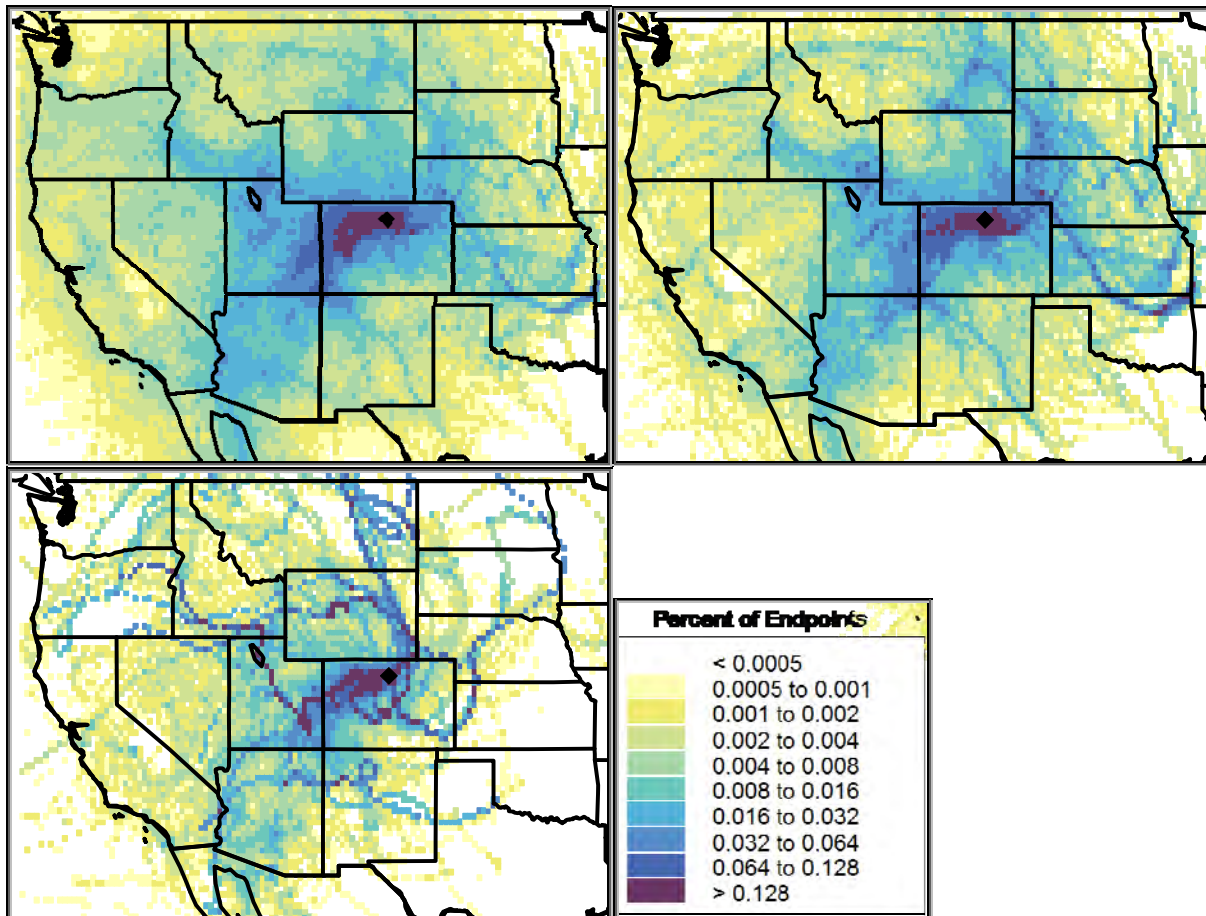 Percent of Endpoints
< 0.0005
0.0005 to 0.001
0.001 to 0.002
0.002 to 0.004
0.004 to 0.008
0.008 to 0.016
0.016 to 0.032
0.032 to 0.064
0.064 to 0.128
> 0.128